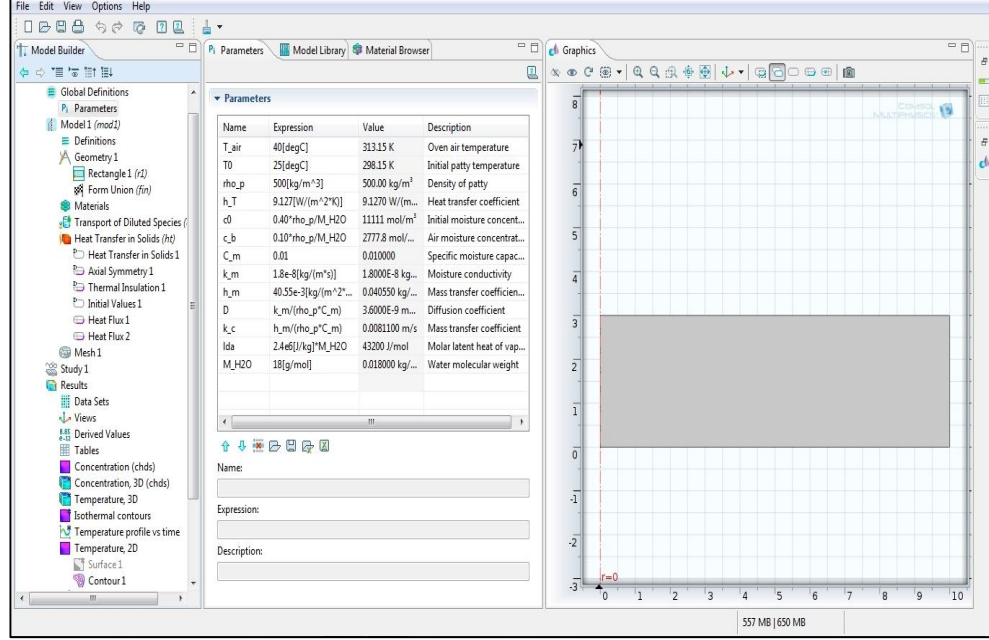 File Edit View Options Help
Model Builder
Global Definitions
Pi Parameters
Model 1 (mod1)
Definitions
Geometry 1
Rectangle 1 (r1)
Form Union (fin)
Materials
Transport of Diluted Species (
Heat Transfer in Solids (ht)
Heat Transfer in Solids 1
Axial Symmetry 1
Thermal Insulation 1
Initial Values 1
Heat Flux 1
Heat Flux 2
Mesh 1
Study 1
Results
Data Sets
Views
8.85 e-12 Derived Values
Tables
Concentration (chds)
Concentration, 3D (chds)
Temperature, 3D
Isothermal contours
Temperature profile vs time
Temperature, 2D
Surface 1
Contour 1
Pi Parameters Model Library Material Browser
Parameters
Name Expression Value Description
T_air 40[degC] 313.15 K Oven air temperature
T0 25[degC] 298.15 K Initial patty temperature
rho_p 500[kg/m^3] 500.00 kg/m³ Density of patty
h_T 9.127[W/(m^2*K)] 9.1270 W/(m... Heat transfer coefficient
c0 0.40*rho_p/M_H2O 11111 mol/m³ Initial moisture concent...
c_b 0.10*rho_p/M_H2O 2777.8 mol/... Air moisture concentrat...
C_m 0.01 0.010000 Specific moisture capac...
k_m 1.8e-8[kg/(m*s)] 1.8000E-8 kg... Moisture conductivity
h_m 40.55e-3[kg/(m^2*... 0.040550 kg/... Mass transfer coefficien...
D k_m/(rho_p*C_m) 3.6000E-9 m... Diffusion coefficient
k_c h_m/(rho_p*C_m) 0.0081100 m/s Mass transfer coefficient
lda 2.4e6[J/kg]*M_H2O 43200 J/mol Molar latent heat of vap...
M_H2O 18[g/mol] 0.018000 kg/... Water molecular weight
Name:
Expression:
Description:
Graphics
COMSOL
MULTIPHYSICS
8
7
6
5
4
3
2
1
0
-1
-2
-3
r=0
0 1 2 3 4 5 6 7 8 9 10
557 MB | 650 MB